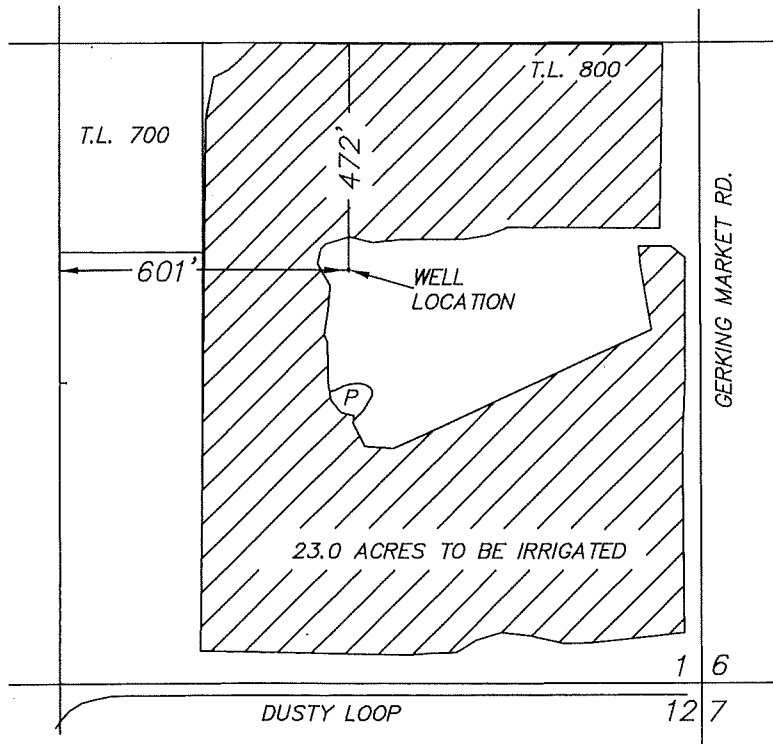 T.L. 800
T.L. 700
472'
601'
WELL
LOCATION
GERKING MARKET RD.
P
23.0 ACRES TO BE IRRIGATED
1 6
12 7
DUSTY LOOP